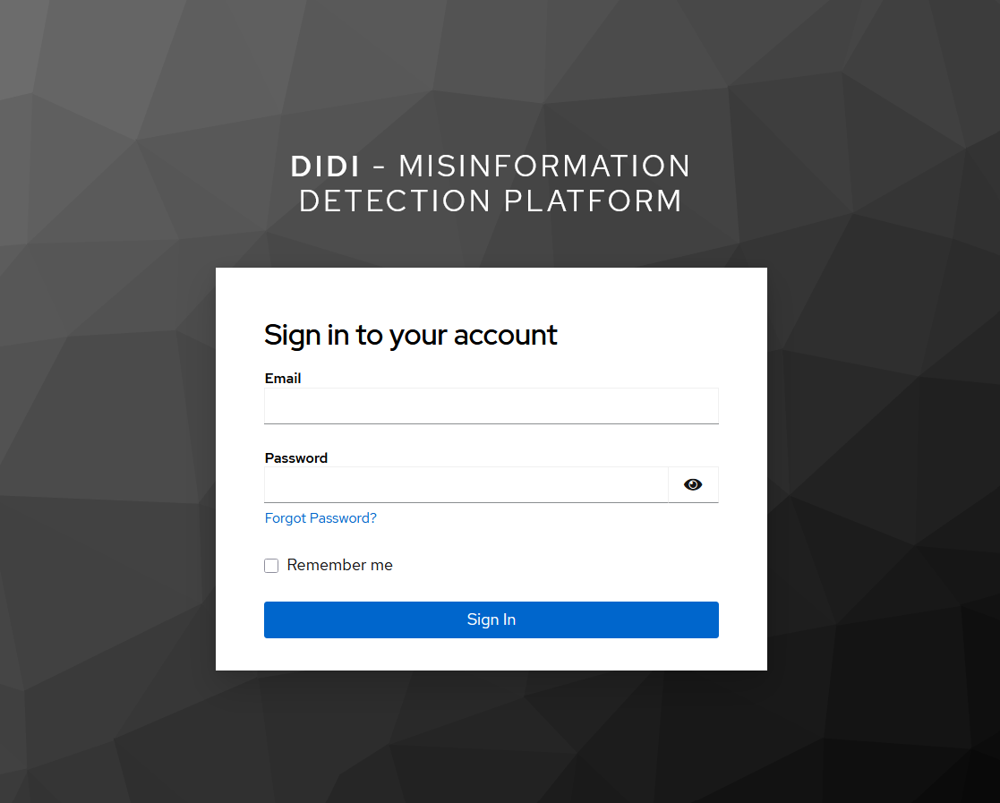 DIDI - MISINFORMATION
DETECTION PLATFORM
Sign in to your account
Email
Password
Forgot Password?
Remember me
Sign In